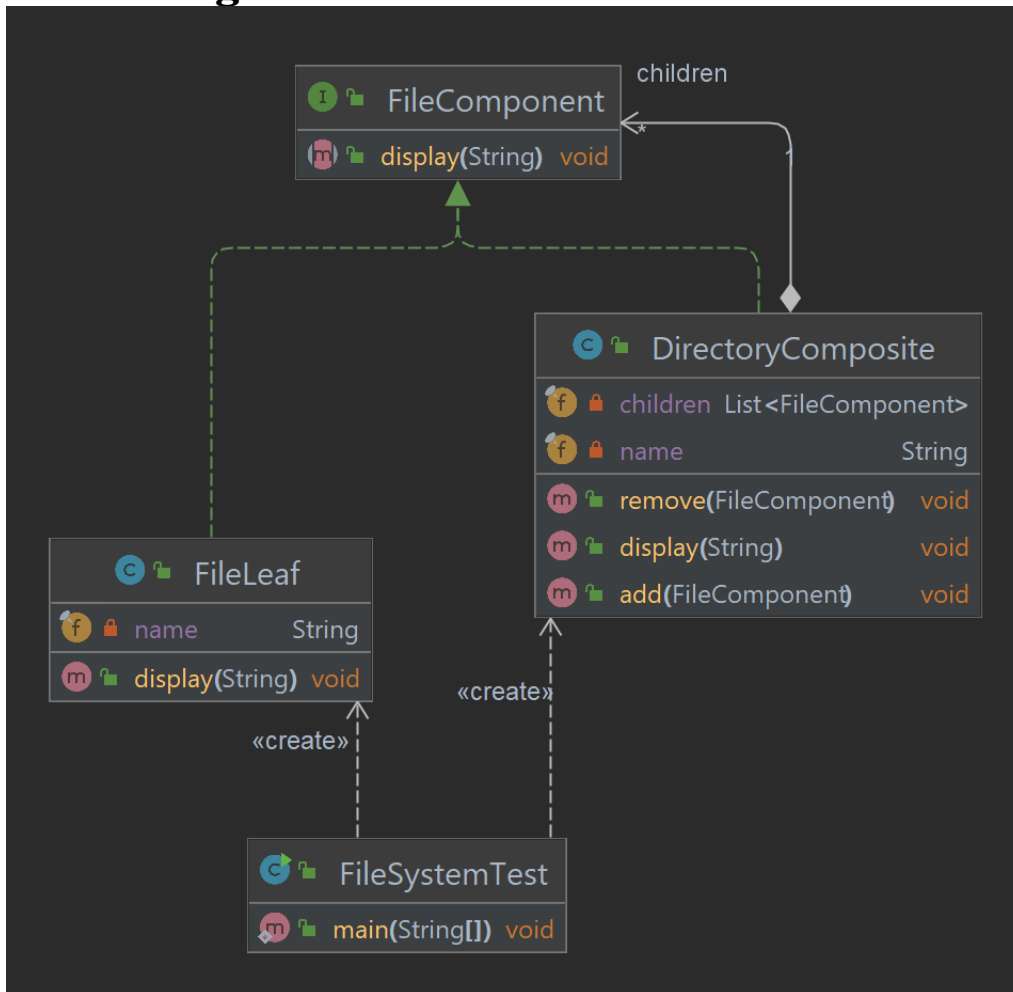 children
FileComponent
*
display(String) void
1
DirectoryComposite
children List<FileComponent>
name String
remove(FileComponent) void
display(String) void
add(FileComponent) void
FileLeaf
name String
display(String) void
«create»
«create»
FileSystemTest
main(String[]) void